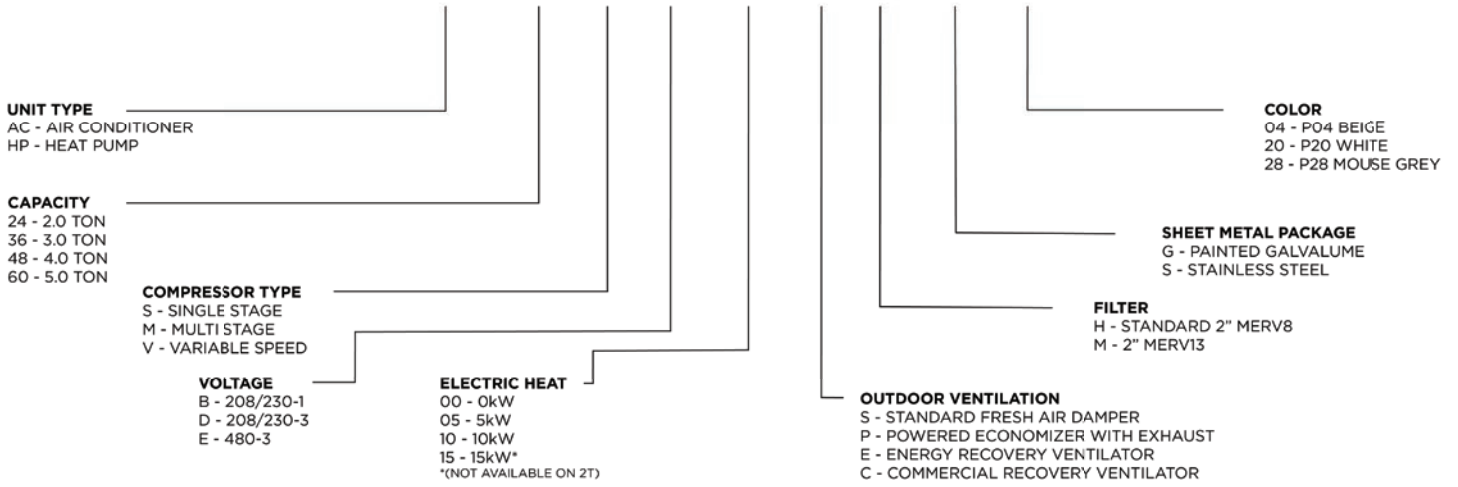 UNIT TYPE
AC - AIR CONDITIONER
HP - HEAT PUMP
CAPACITY
24 - 2.0 TON
36 - 3.0 TON
48 - 4.0 TON
60 - 5.0 TON
COMPRESSOR TYPE
S - SINGLE STAGE
M - MULTI STAGE
V - VARIABLE SPEED
VOLTAGE
B - 208/230-1
D - 208/230-3
E - 480-3
ELECTRIC HEAT
00 - 0kW
05 - 5kW
10 - 10kW
15 - 15kW*
*(NOT AVAILABLE ON 2T)
OUTDOOR VENTILATION
S - STANDARD FRESH AIR DAMPER
P - POWERED ECONOMIZER WITH EXHAUST
E - ENERGY RECOVERY VENTILATOR
C - COMMERCIAL RECOVERY VENTILATOR
FILTER
H - STANDARD 2” MERV8
M - 2” MERV13
SHEET METAL PACKAGE
G - PAINTED GALVALUME
S - STAINLESS STEEL
COLOR
04 - P04 BEIGE
20 - P20 WHITE
28 - P28 MOUSE GREY